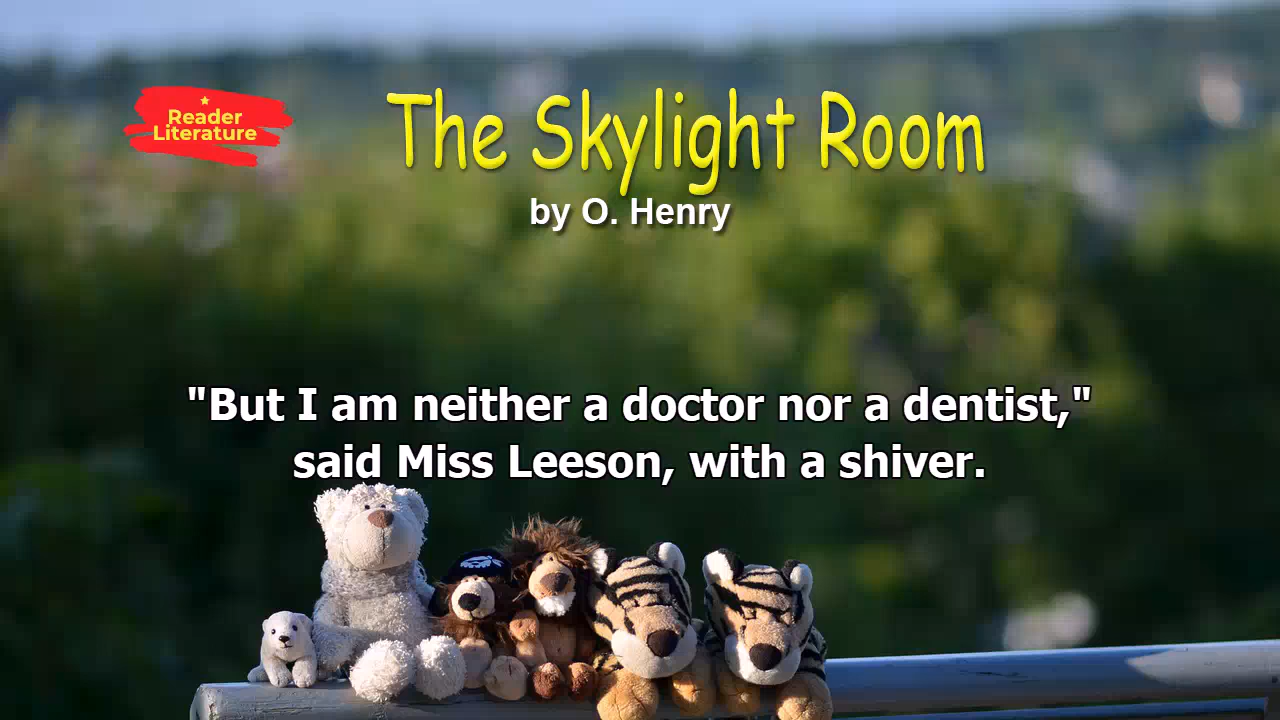 Reader
Literature
The Skylight Room
by O. Henry
"But I am neither a doctor nor a dentist,"
said Miss Leeson, with a shiver.